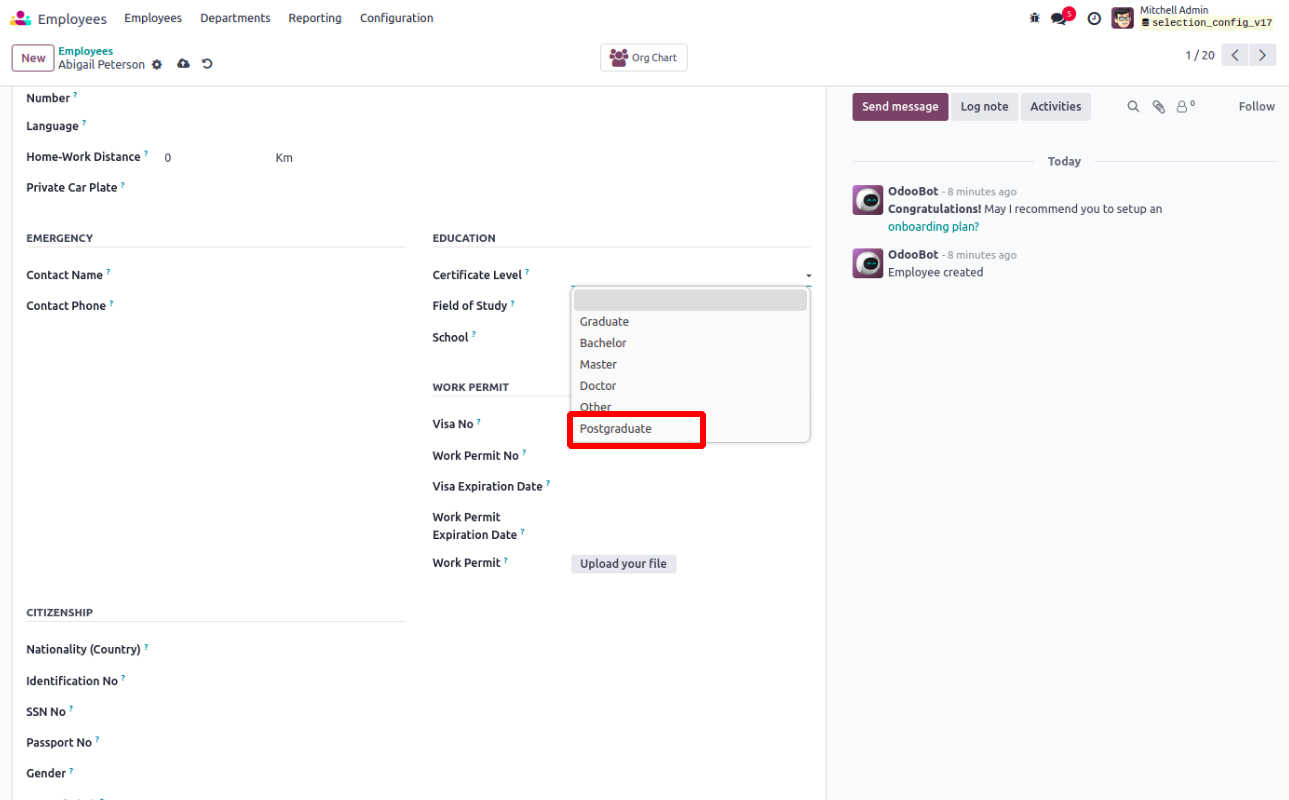 Employees
Employees
Departments
Reporting
Configuration
5
Mitchell Admin
selection_config_v17
New
Employees
Abigail Peterson
Org Chart
1 / 20
Number ?
Language ?
Home-Work Distance ? 0 Km
Private Car Plate ?
EMERGENCY
Contact Name ?
Contact Phone ?
EDUCATION
Certificate Level ?
Field of Study ?
School ?
Graduate
Bachelor
Master
Doctor
Other
Postgraduate
WORK PERMIT
Visa No ?
Work Permit No ?
Visa Expiration Date ?
Work Permit
Expiration Date ?
Work Permit ? Upload your file
CITIZENSHIP
Nationality (Country) ?
Identification No ?
SSN No ?
Passport No ?
Gender ?
Send message
Log note
Activities
0
Follow
Today
OdooBot - 8 minutes ago
Congratulations! May I recommend you to setup an
onboarding plan?
OdooBot - 8 minutes ago
Employee created